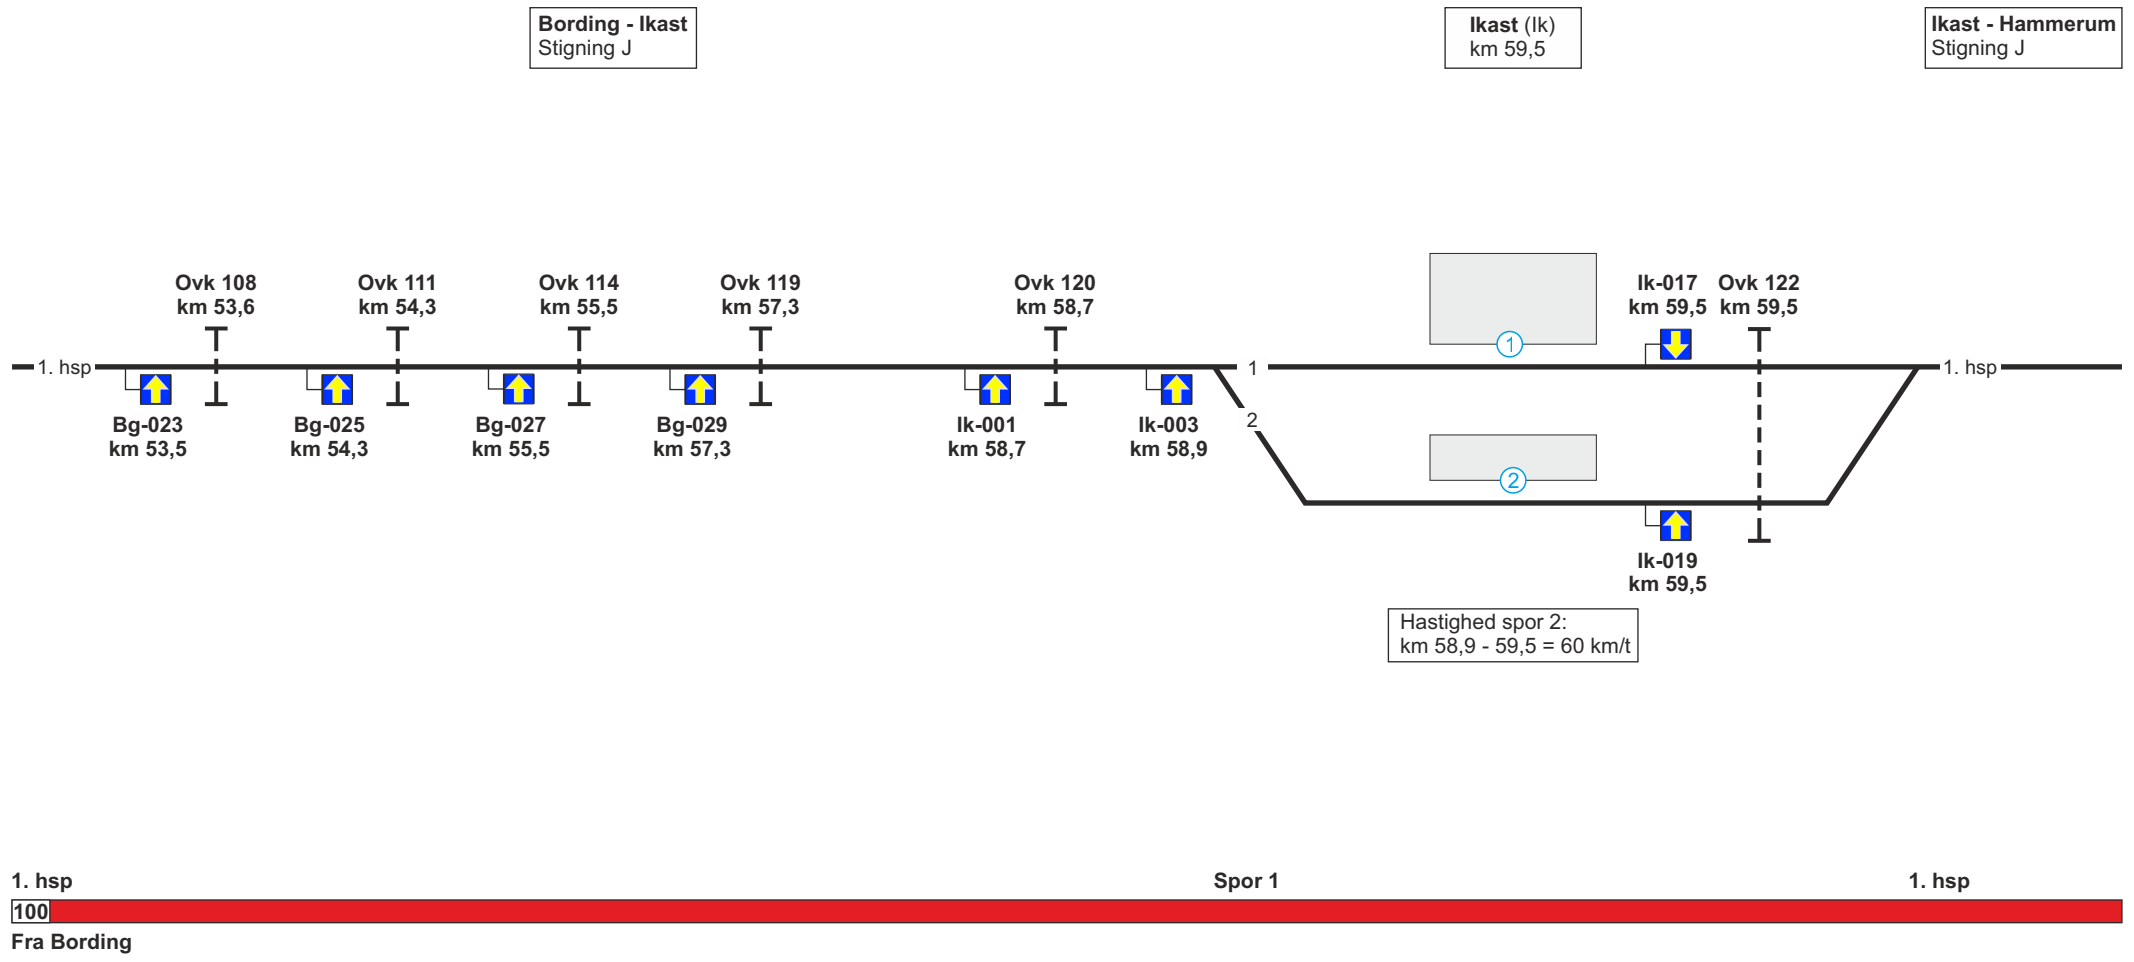 Bording - Ikast
Stigning J
Ikast (Ik)
km 59,5
Ikast - Hammerum
Stigning J
Ovk 108
km 53,6
Ovk 111
km 54,3
Ovk 114
km 55,5
Ovk 119
km 57,3
Ovk 120
km 58,7
Ik-017
km 59,5
Ovk 122
km 59,5
1
1. hsp
1
1. hsp
Bg-023
km 53,5
Bg-025
km 54,3
Bg-027
km 55,5
Bg-029
km 57,3
Ik-001
km 58,7
Ik-003
km 58,9
2
2
Ik-019
km 59,5
Hastighed spor 2:
km 58,9 - 59,5 = 60 km/t
1. hsp
Spor 1
1. hsp
100
Fra Bording